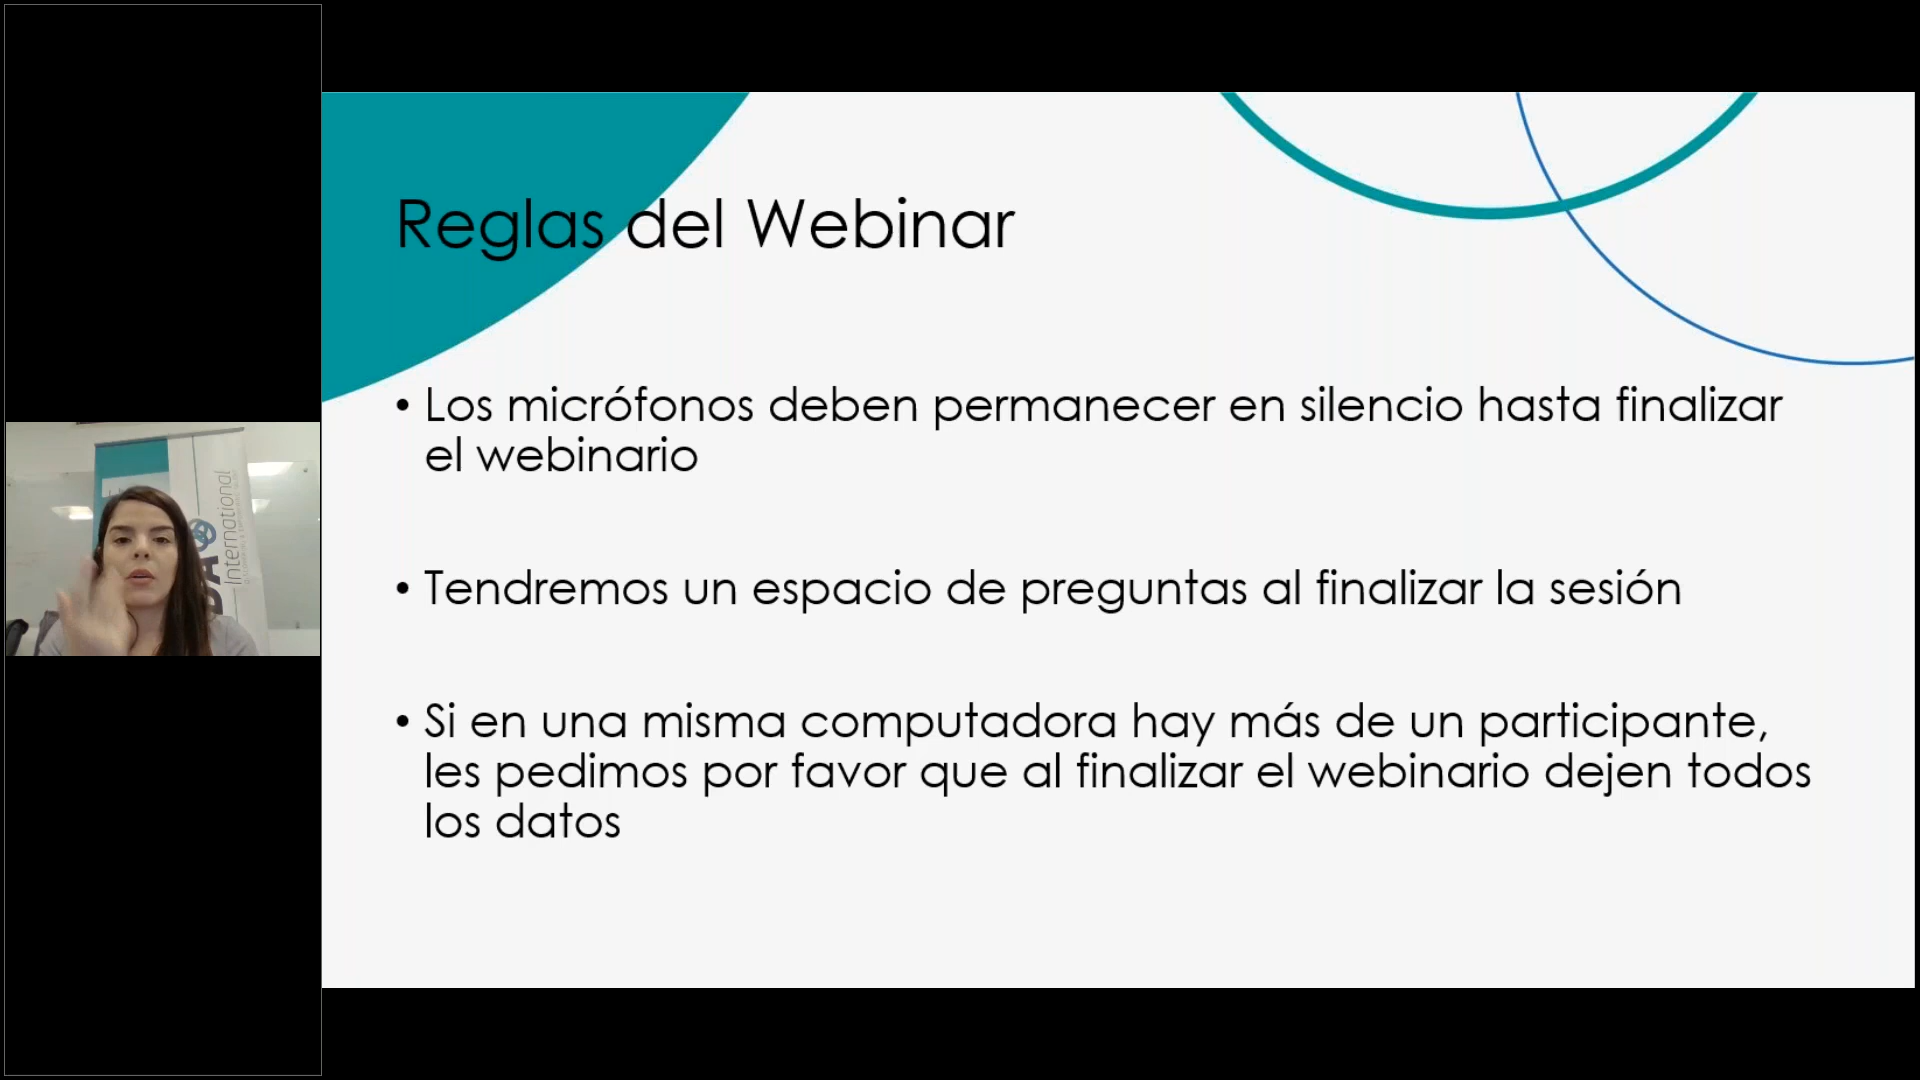 Reglas del Webinar
• Los micrófonos deben permanecer en silencio hasta finalizar
el webinario
• Tendremos un espacio de preguntas al finalizar la sesión
• Si en una misma computadora hay más de un participante,
les pedimos por favor que al finalizar el webinario dejen todos
los datos
International